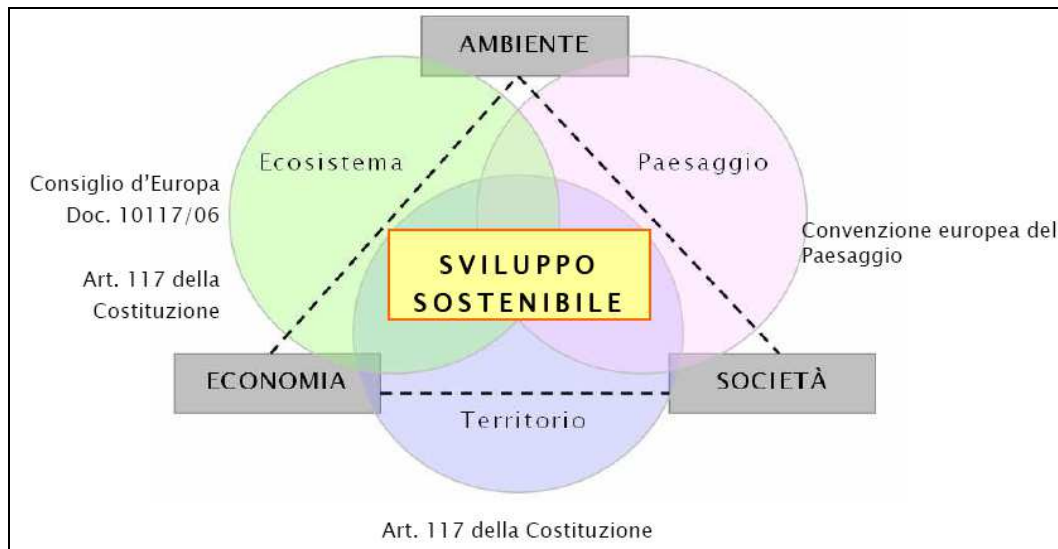 AMBIENTE
Ecosistema
Paesaggio
Consiglio d'Europa
Doc. 10117/06
Convenzione europea del
Paesaggio
SVILUPPO
SOSTENIBILE
Art. 117 della
Costituzione
ECONOMIA
SOCIETÀ
Territorio
Art. 117 della Costituzione